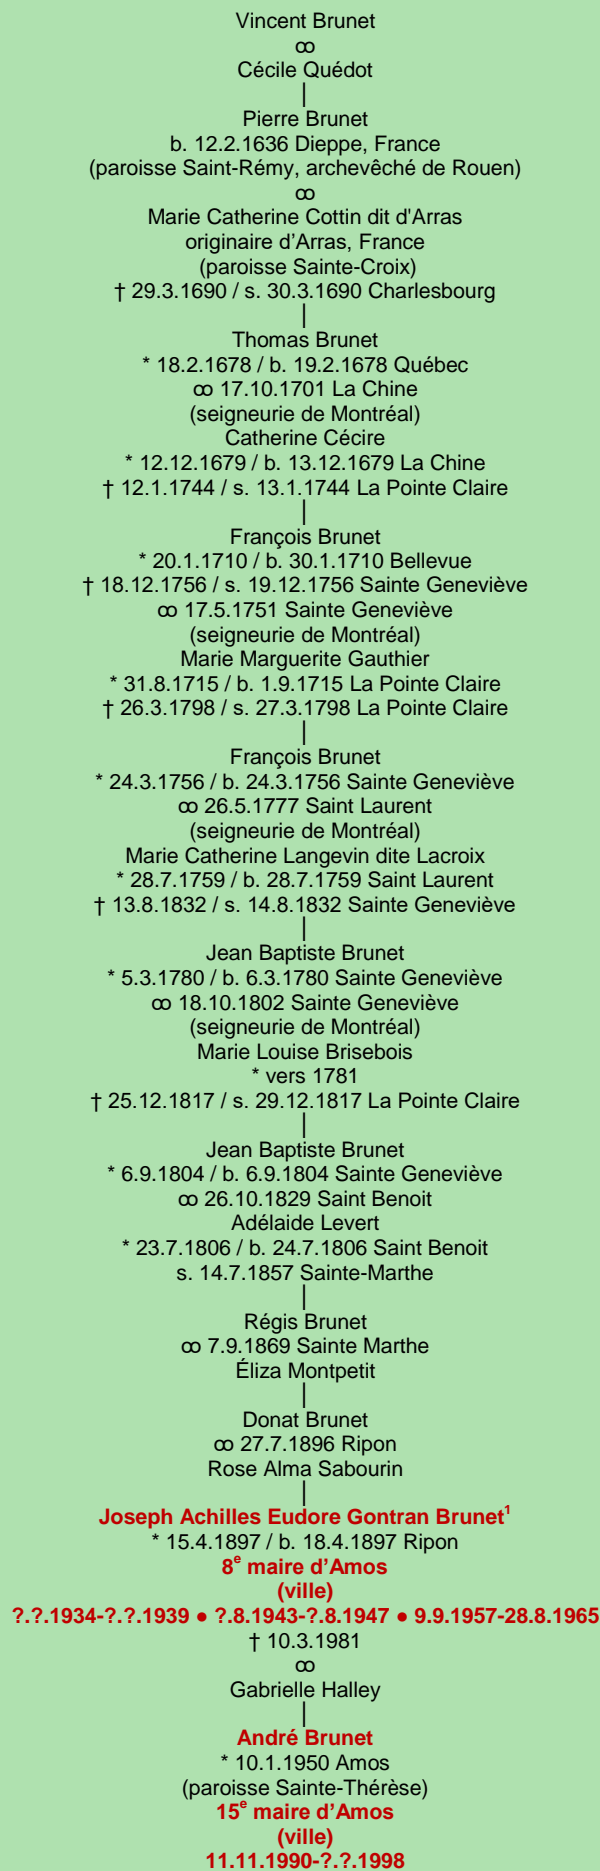 Vincent Brunet
ꝏ
Cécile Quédot
|
Pierre Brunet
b. 12.2.1636 Dieppe, France
(paroisse Saint-Rémy, archevêché de Rouen)
ꝏ
Marie Catherine Cottin dit d'Arras
originaire d’Arras, France
(paroisse Sainte-Croix)
† 29.3.1690 / s. 30.3.1690 Charlesbourg
|
Thomas Brunet
* 18.2.1678 / b. 19.2.1678 Québec
ꝏ 17.10.1701 La Chine
(seigneurie de Montréal)
Catherine Cécire
* 12.12.1679 / b. 13.12.1679 La Chine
† 12.1.1744 / s. 13.1.1744 La Pointe Claire
|
François Brunet
* 20.1.1710 / b. 30.1.1710 Bellevue
† 18.12.1756 / s. 19.12.1756 Sainte Geneviève
ꝏ 17.5.1751 Sainte Geneviève
(seigneurie de Montréal)
Marie Marguerite Gauthier
* 31.8.1715 / b. 1.9.1715 La Pointe Claire
† 26.3.1798 / s. 27.3.1798 La Pointe Claire
|
François Brunet
* 24.3.1756 / b. 24.3.1756 Sainte Geneviève
ꝏ 26.5.1777 Saint Laurent
(seigneurie de Montréal)
Marie Catherine Langevin dite Lacroix
* 28.7.1759 / b. 28.7.1759 Saint Laurent
† 13.8.1832 / s. 14.8.1832 Sainte Geneviève
|
Jean Baptiste Brunet
* 5.3.1780 / b. 6.3.1780 Sainte Geneviève
ꝏ 18.10.1802 Sainte Geneviève
(seigneurie de Montréal)
Marie Louise Brisebois
* vers 1781
† 25.12.1817 / s. 29.12.1817 La Pointe Claire
|
Jean Baptiste Brunet
* 6.9.1804 / b. 6.9.1804 Sainte Geneviève
ꝏ 26.10.1829 Saint Benoit
Adélaide Levert
* 23.7.1806 / b. 24.7.1806 Saint Benoit
s. 14.7.1857 Sainte-Marthe
|
Régis Brunet
ꝏ 7.9.1869 Sainte Marthe
Éliza Montpetit
|
Donat Brunet
ꝏ 27.7.1896 Ripon
Rose Alma Sabourin
|
Joseph Achilles Eudore Gontran Brunet¹
* 15.4.1897 / b. 18.4.1897 Ripon
8e maire d’Amos
(ville)
?.?.1934-?.?.1939 ● ?.8.1943-?.8.1947 ● 9.9.1957-28.8.1965
† 10.3.1981
ꝏ
Gabrielle Halley
|
André Brunet
* 10.1.1950 Amos
(paroisse Sainte-Thérèse)
15e maire d’Amos
(ville)
11.11.1990-?.?.1998